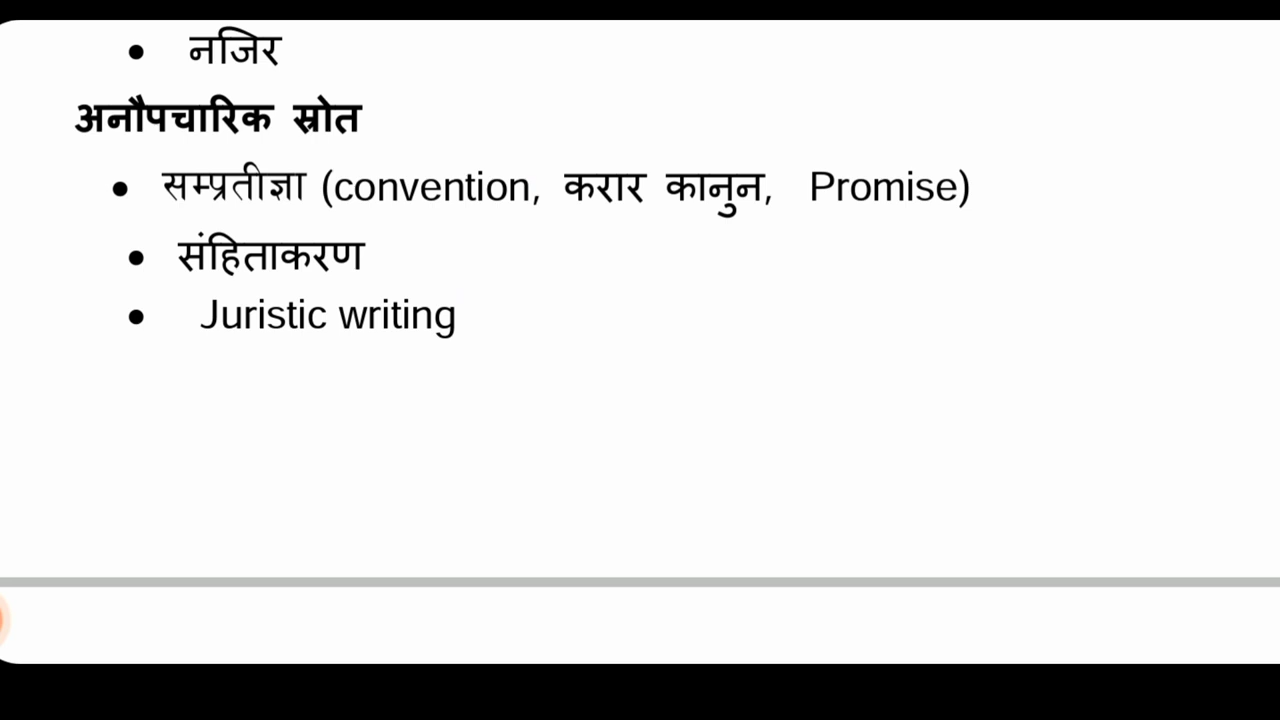 • नजिर
अनौपचारिक स्रोत
• सम्प्रतीज्ञा (convention, करार कानुन, Promise)
• संहिताकरण
• Juristic writing